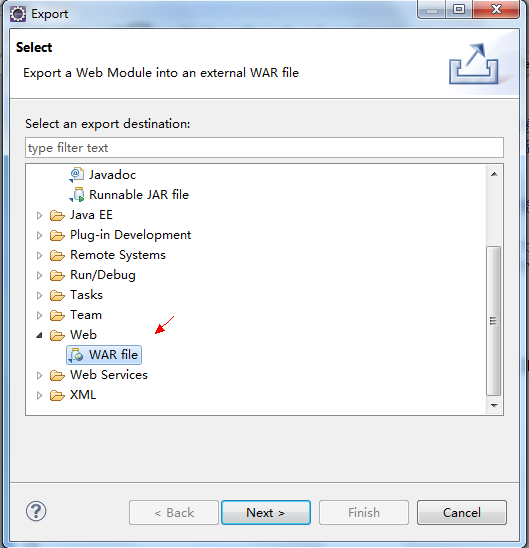 Export
Select
Export a Web Module into an external WAR file
Select an export destination:
type filter text
Javadoc
Runnable JAR file
Java EE
Plug-in Development
Remote Systems
Run/Debug
Tasks
Team
Web
WAR file
Web Services
XML
< Back
Next >
Finish
Cancel